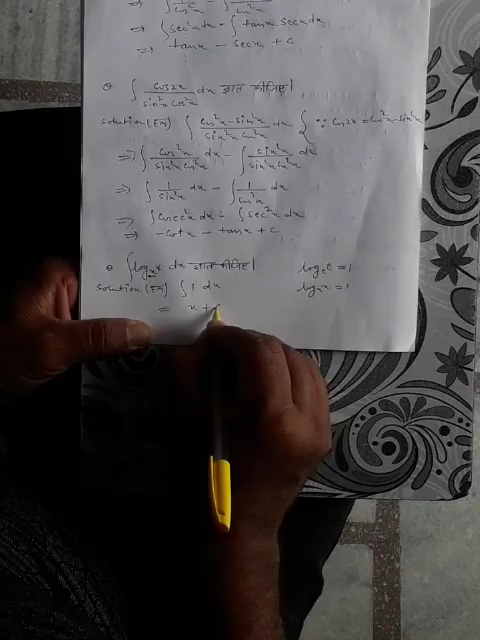 ⇒ ∫sec²x dx - ∫tanx secx dx
⇒ tanx - secx + c
Q ∫ cos2x / sin²x cos²x dx ज्ञात कीजिए।
solution (हल) ∫ cos²x - sin²x / sin²x cos²x dx { ∵ cos2x = cos²x - sin²x
⇒ ∫ cos²x / sin²x cos²x dx - ∫ sin²x / sin²x cos²x dx
⇒ ∫ 1 / sin²x dx - ∫ 1 / cos²x dx
⇒ ∫cosec²x dx - ∫sec²x dx
⇒ -cotx - tanx + c
Q ∫logₓx dx ज्ञात कीजिए। logₑe = 1
solution (हल) ∫ 1 dx logₓx = 1
= x +